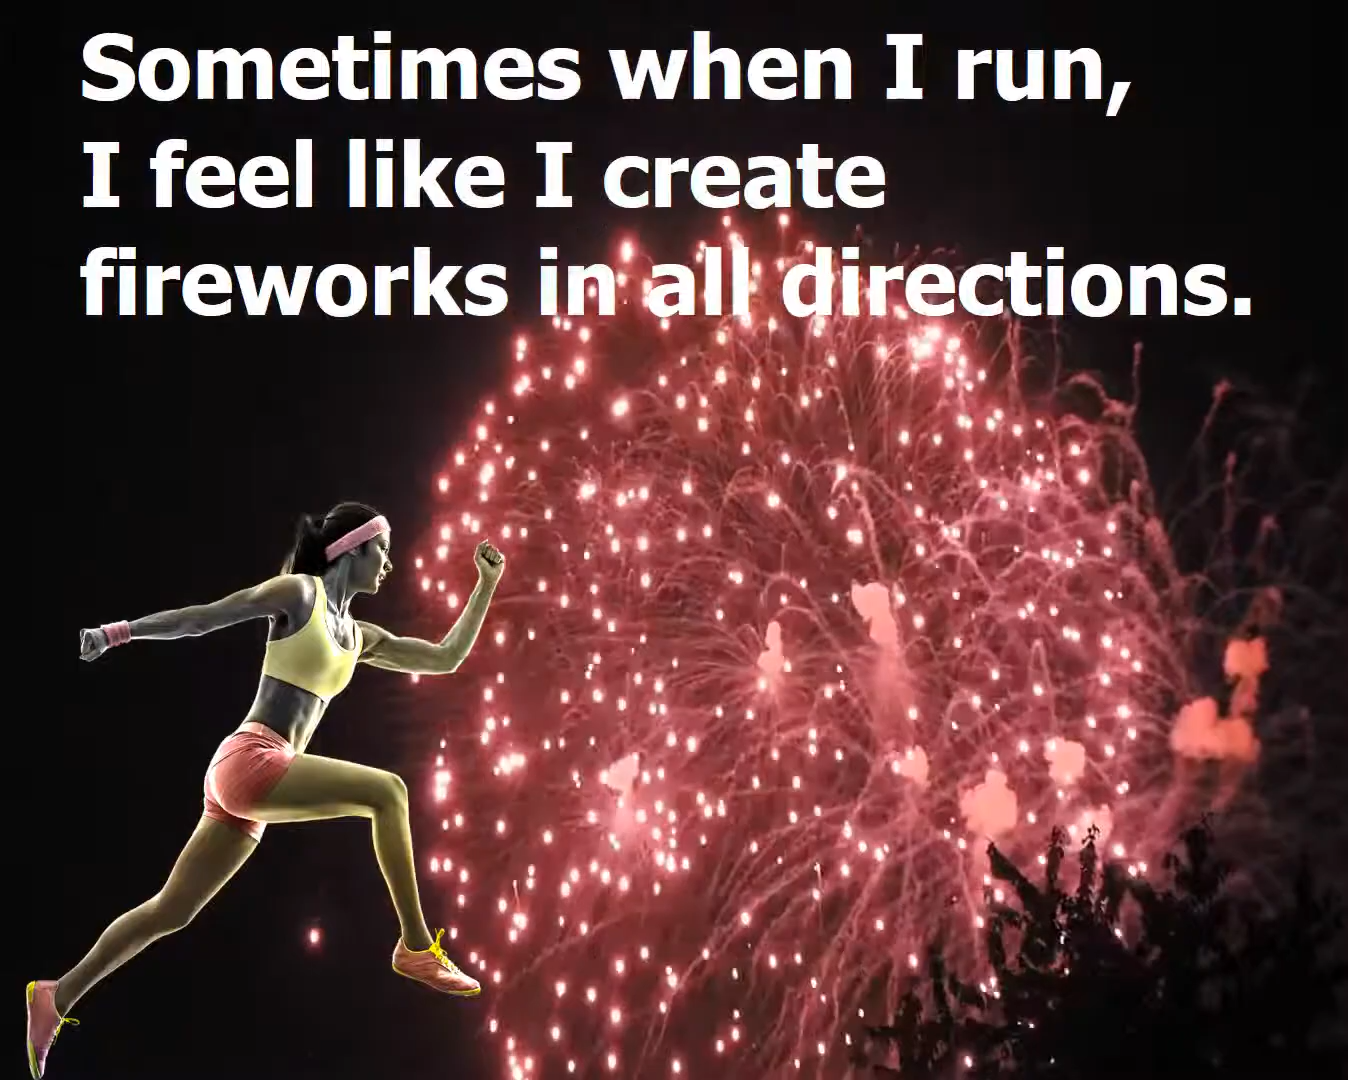 Sometimes when I run,
I feel like I create
fireworks in all directions.